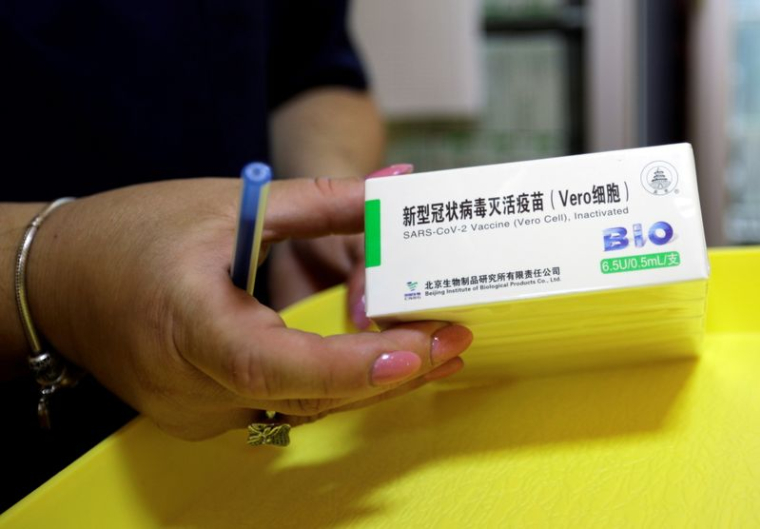 新型冠状病毒灭活疫苗（Vero细胞）
SARS-CoV-2 Vaccine (Vero Cell), Inactivated
BIO
6.5U/0.5mL/支
北京生物制品研究所有限责任公司
Beijing Institute of Biological Products Co., Ltd.